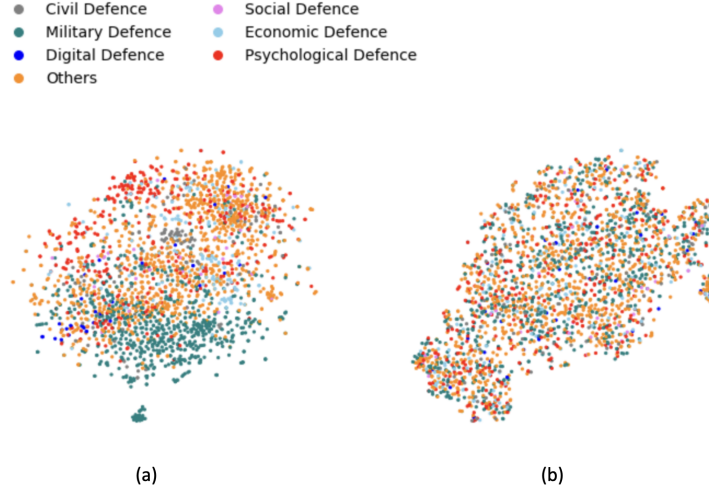 Civil Defence
Military Defence
Digital Defence
Others
Social Defence
Economic Defence
Psychological Defence
(a)
(b)